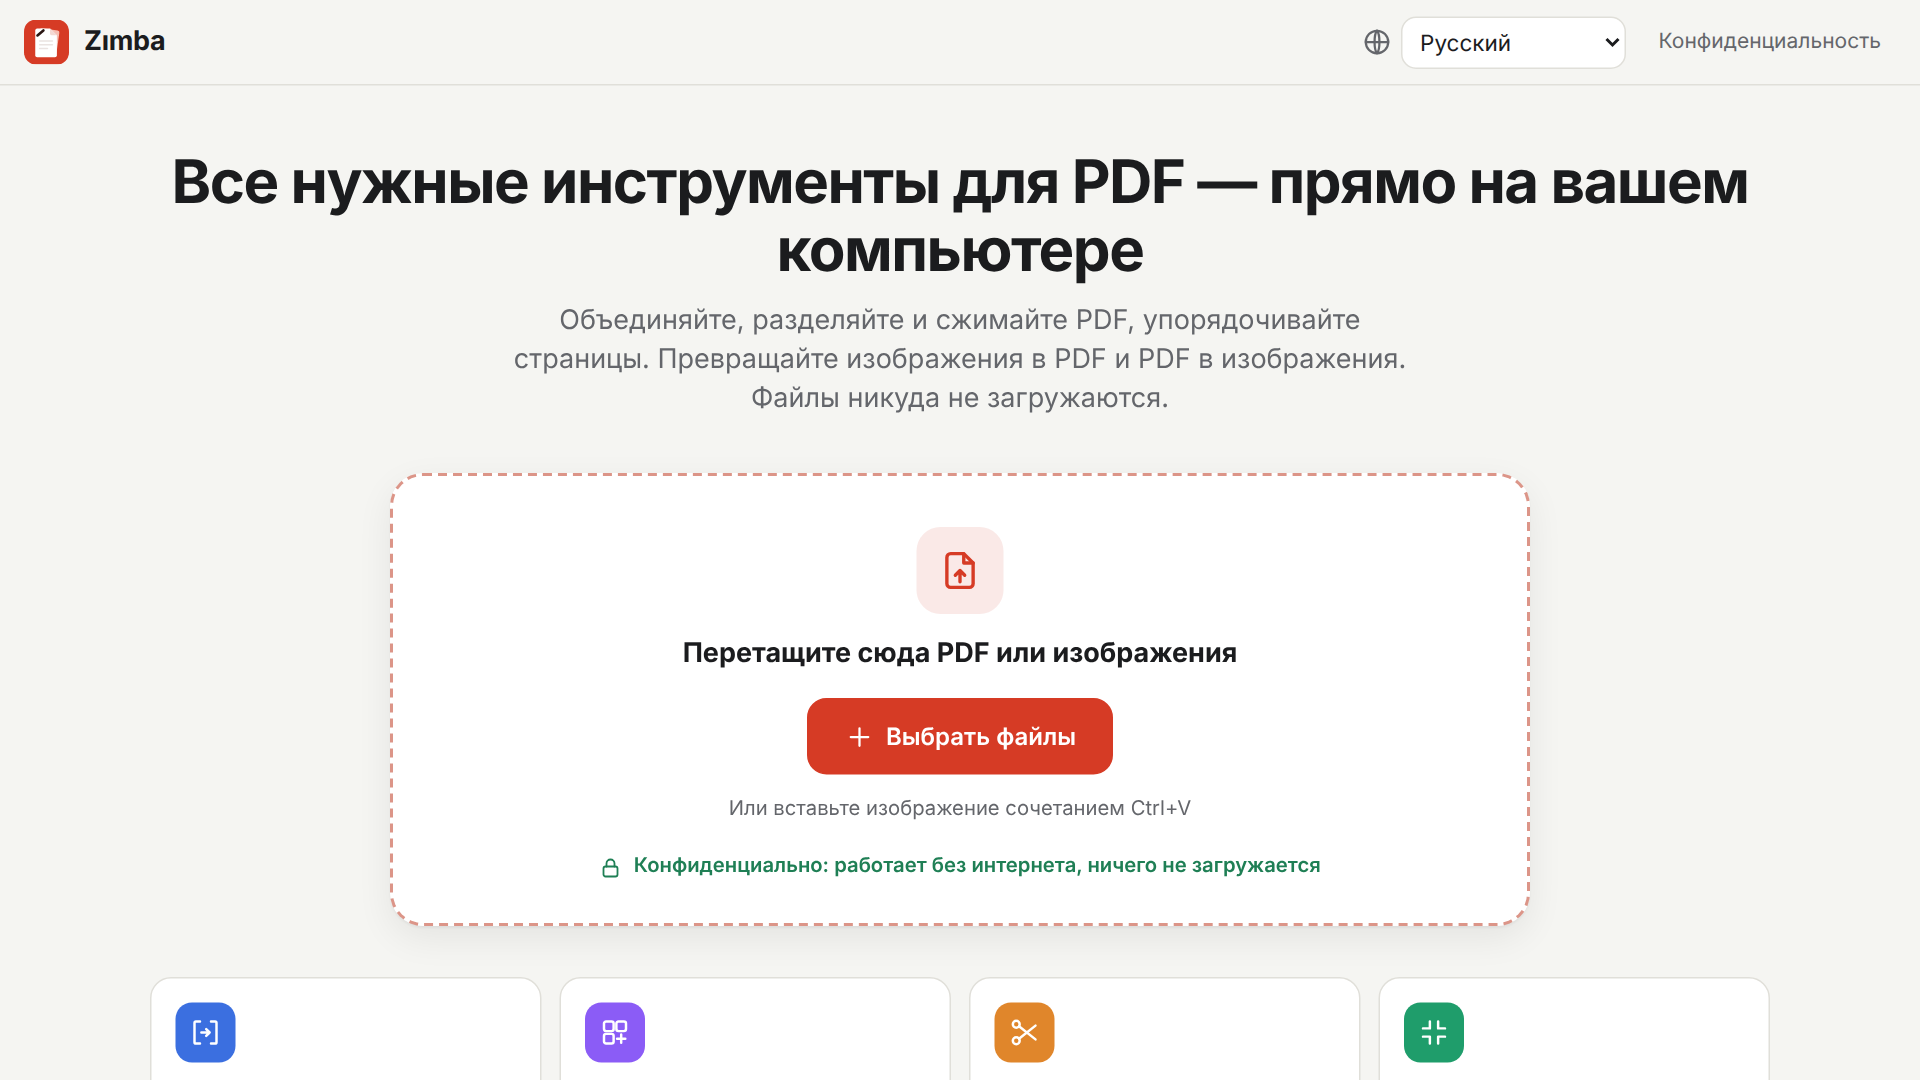 Zımba
Русский
Конфиденциальность
Все нужные инструменты для PDF — прямо на вашем
компьютере
Объединяйте, разделяйте и сжимайте PDF, упорядочивайте
страницы. Превращайте изображения в PDF и PDF в изображения.
Файлы никуда не загружаются.
Перетащите сюда PDF или изображения
Выбрать файлы
Или вставьте изображение сочетанием Ctrl+V
Конфиденциально: работает без интернета, ничего не загружается